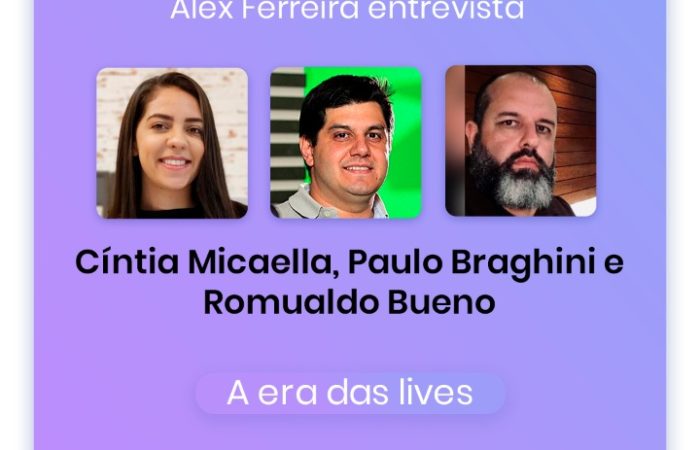 Alex Ferreira entrevista
Cíntia Micaella, Paulo Braghini e
Romualdo Bueno
A era das lives